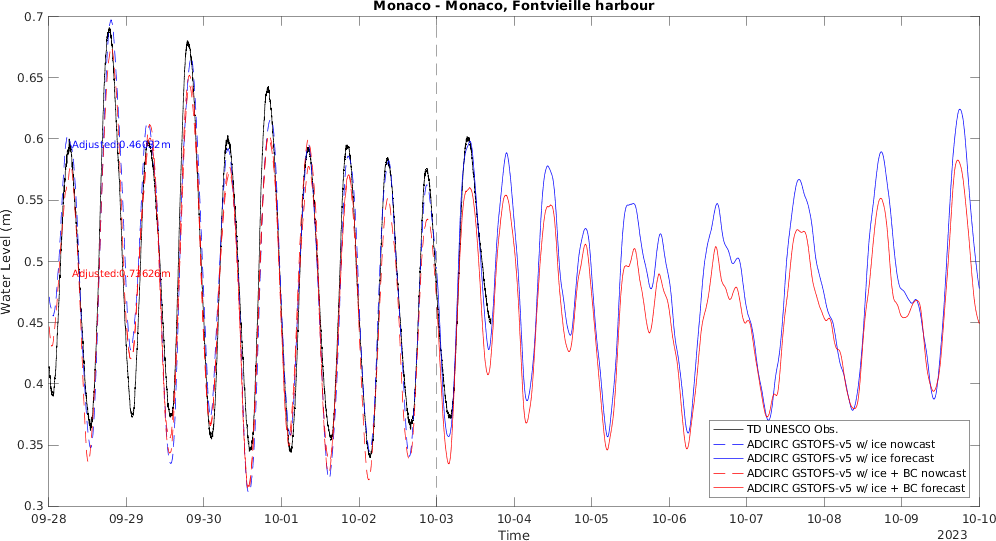 Monaco - Monaco, Fontvieille harbour
0.7
0.65
0.6
0.55
0.5
0.45
0.4
0.35
0.3
Water Level (m)
Adjusted:0.73626m
TD UNESCO Obs.
ADCIRC GSTOFS-v5 w/ ice nowcast
ADCIRC GSTOFS-v5 w/ ice forecast
ADCIRC GSTOFS-v5 w/ ice + BC nowcast
ADCIRC GSTOFS-v5 w/ ice + BC forecast
09-28 09-29 09-30 10-01 10-02 10-03 10-04 10-05 10-06 10-07 10-08 10-09 10-10
Time
2023